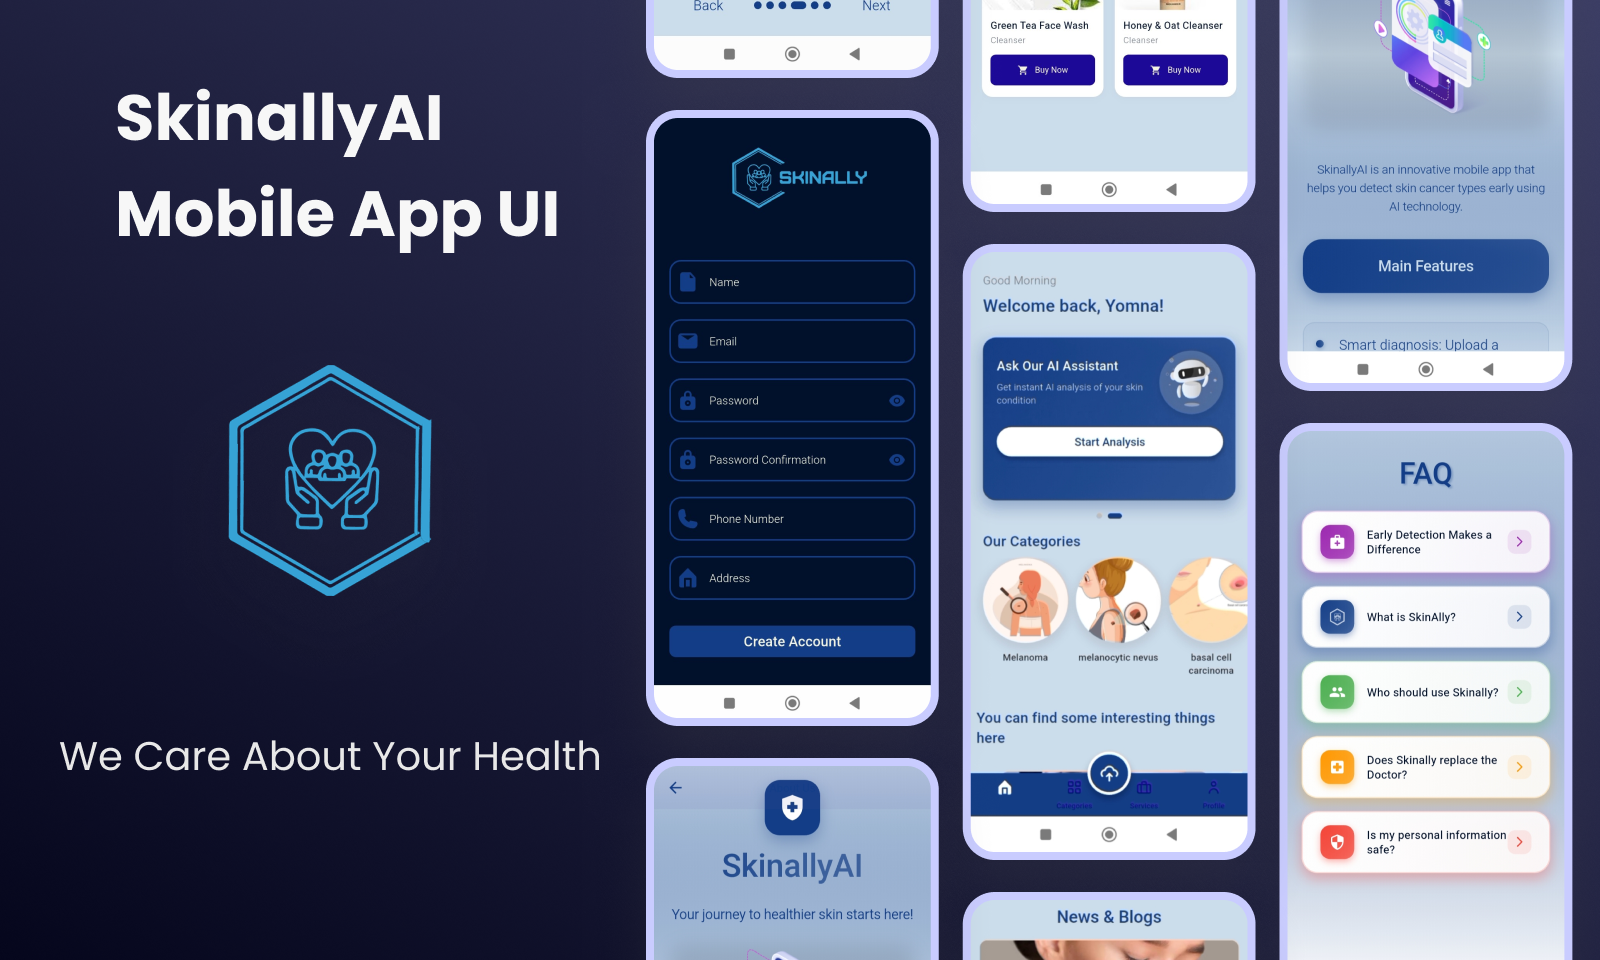 SkinallyAI
Mobile App UI
We Care About Your Health
Back
Next
SKINALLY
Name
Email
Password
Password Confirmation
Phone Number
Address
Create Account
SkinallyAI
Your journey to healthier skin starts here!
Green Tea Face Wash
Cleanser
Buy Now
Honey & Oat Cleanser
Cleanser
Buy Now
Good Morning
Welcome back, Yomna!
Ask Our AI Assistant
Get instant AI analysis of your skin
condition
Start Analysis
Our Categories
Melanoma
melanocytic nevus
basal cell
carcinoma
You can find some interesting things
here
Categories
Services
Profile
News & Blogs
SkinallyAI is an innovative mobile app that
helps you detect skin cancer types early using
AI technology.
Main Features
Smart diagnosis: Upload a
FAQ
Early Detection Makes a
Difference
What is SkinAlly?
Who should use Skinally?
Does Skinally replace the
Doctor?
Is my personal information
safe?